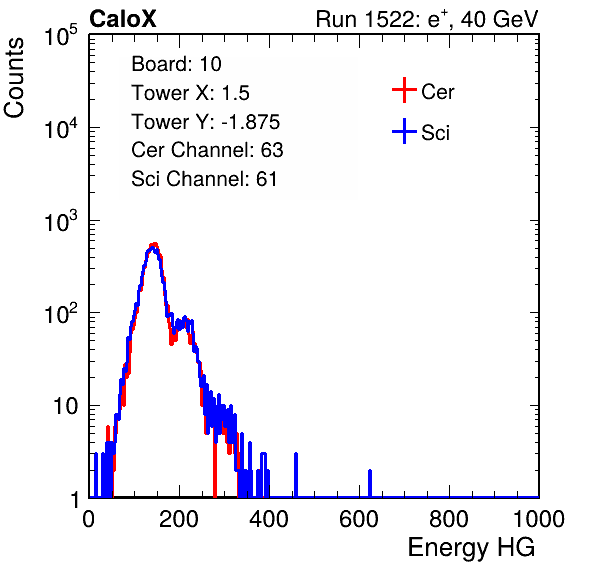 CaloX Run 1522: e⁺, 40 GeV
Counts
Board: 10
Tower X: 1.5
Tower Y: -1.875
Cer Channel: 63
Sci Channel: 61
Cer
Sci
10⁵
10⁴
10³
10²
10
1
0 200 400 600 800 1000
Energy HG